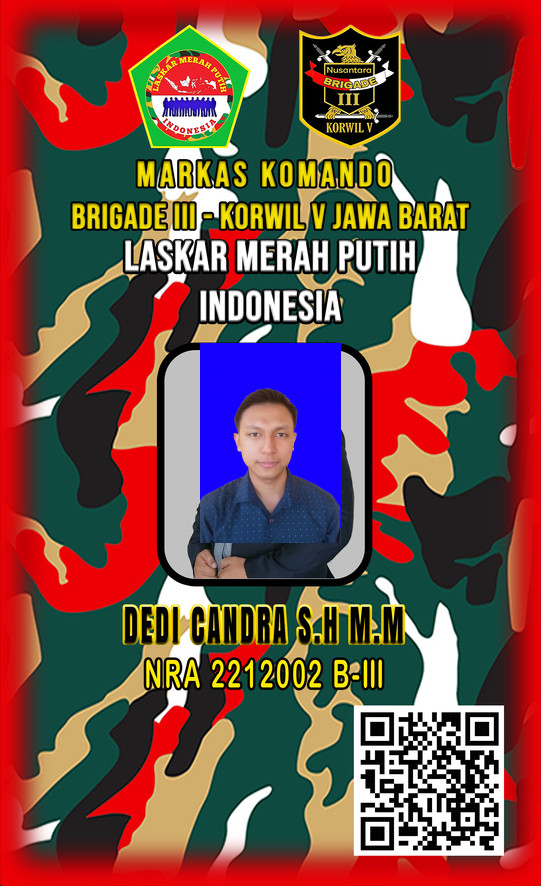 LASKAR MERAH PUTIH
INDONESIA
Nusantara
BRIGADE
III
KORWIL V
MARKAS KOMANDO
BRIGADE III - KORWIL V JAWA BARAT
LASKAR MERAH PUTIH
INDONESIA
DEDI CANDRA S.H M.M
NRA 2212002 B-III